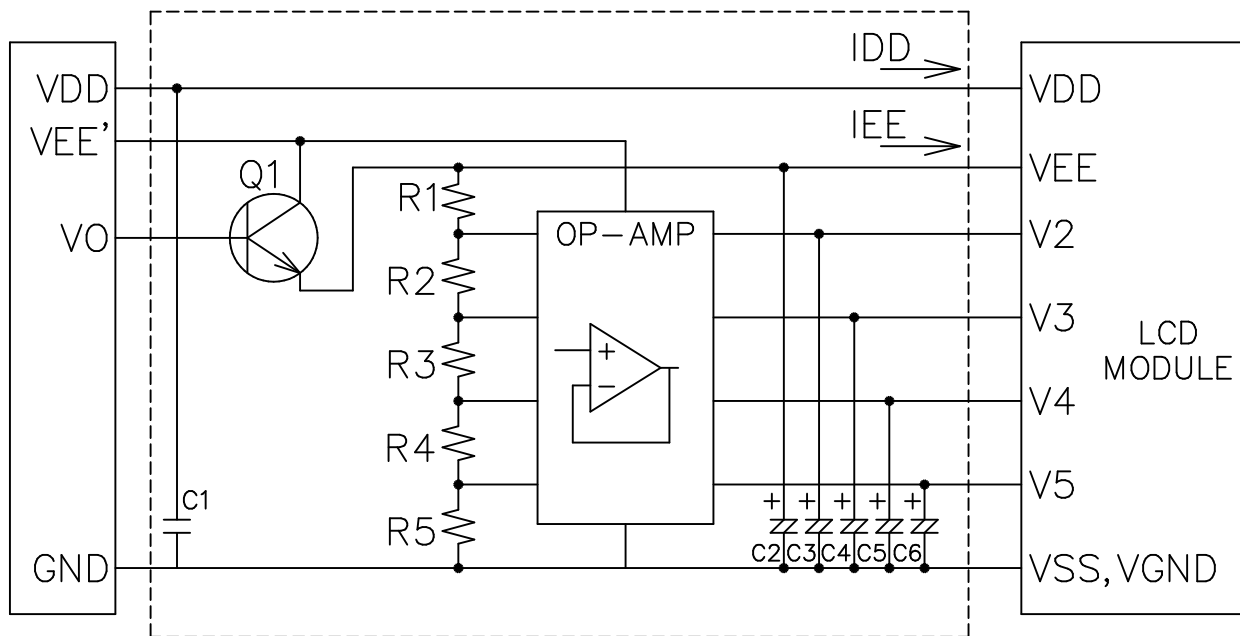 IDD
VDD
VDD
VEE’
IEE
Q1
VEE
R1
VO
OP-AMP
V2
R2
V3
LCD
MODULE
R3
+
-
V4
R4
V5
C1
+ + + + +
R5
C2 C3 C4 C5 C6
GND
VSS, VGND